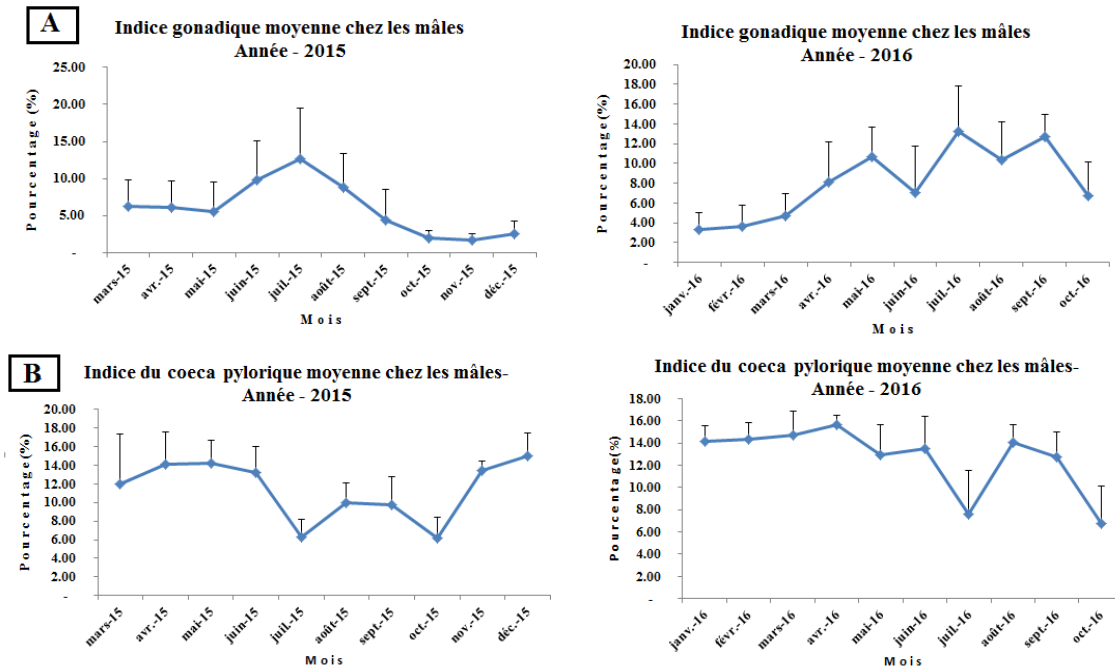 A
Indice gonadique moyenne chez les mâles
Année - 2015
25.00
20.00
15.00
10.00
5.00
-
Pourcentage (%)
mars-15
avr.-15
mai-15
juin-15
juil.-15
août-15
sept.-15
oct.-15
nov.-15
déc.-15
Mois
Indice gonadique moyenne chez les mâles
Année - 2016
20.00
18.00
16.00
14.00
12.00
10.00
8.00
6.00
4.00
2.00
-
Pourcentage (%)
janv.-16
févr.-16
mars-16
avr.-16
mai-16
juin-16
juil.-16
août-16
sept.-16
oct.-16
Mois
B
Indice du coeca pylorique moyenne chez les mâles-
Année - 2015
20.00
18.00
16.00
14.00
12.00
10.00
8.00
6.00
4.00
2.00
-
Pourcentage (%)
mars-15
avr.-15
mai-15
juin-15
juil.-15
août-15
sept.-15
oct.-15
nov.-15
déc.-15
Mois
Indice du coeca pylorique moyenne chez les mâles-
Année - 2016
18.00
16.00
14.00
12.00
10.00
8.00
6.00
4.00
2.00
-
Pourcentage(%)
janv.-16
févr.-16
mars-16
avr.-16
mai-16
juin-16
juil.-16
août-16
sept.-16
oct.-16
Mois